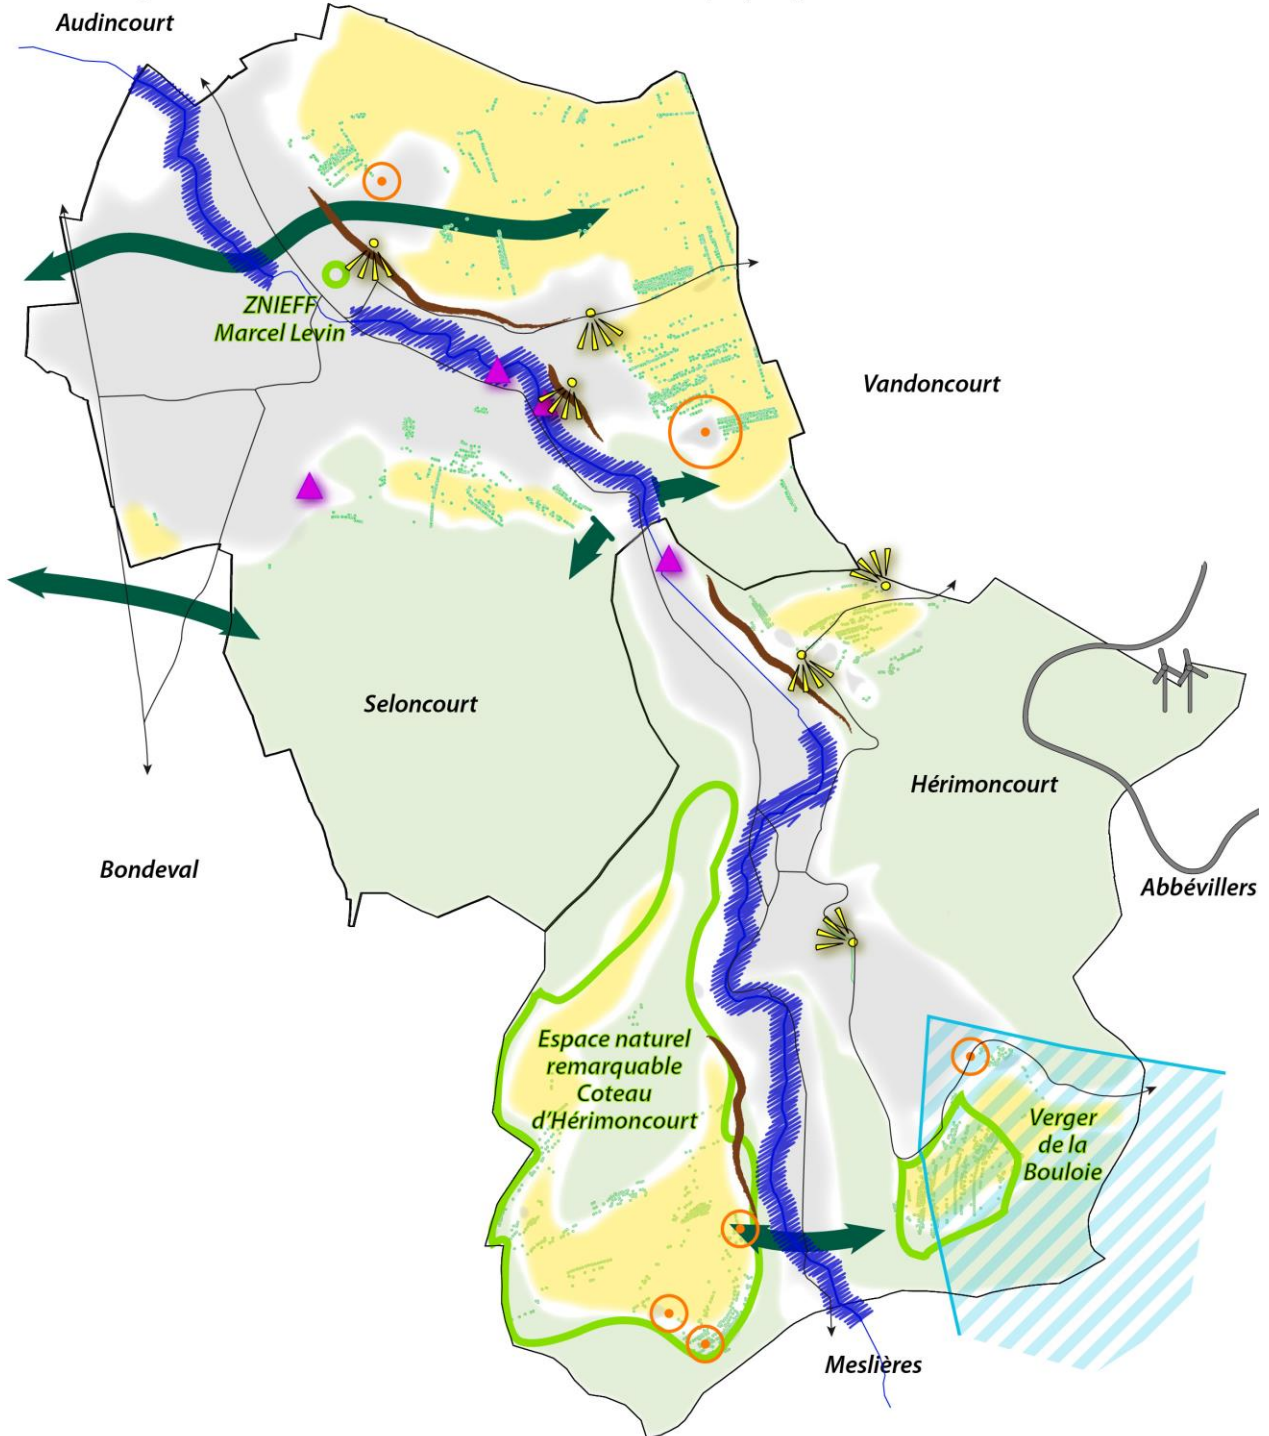 Audincourt
ZNIEFF
Marcel Levin
Vandoncourt
Seloncourt
Hérimoncourt
Bondeval
Abbévillers
Espace naturel
remarquable
Coteau
d'Hérimoncourt
Verger
de la
Bouloie
Meslières